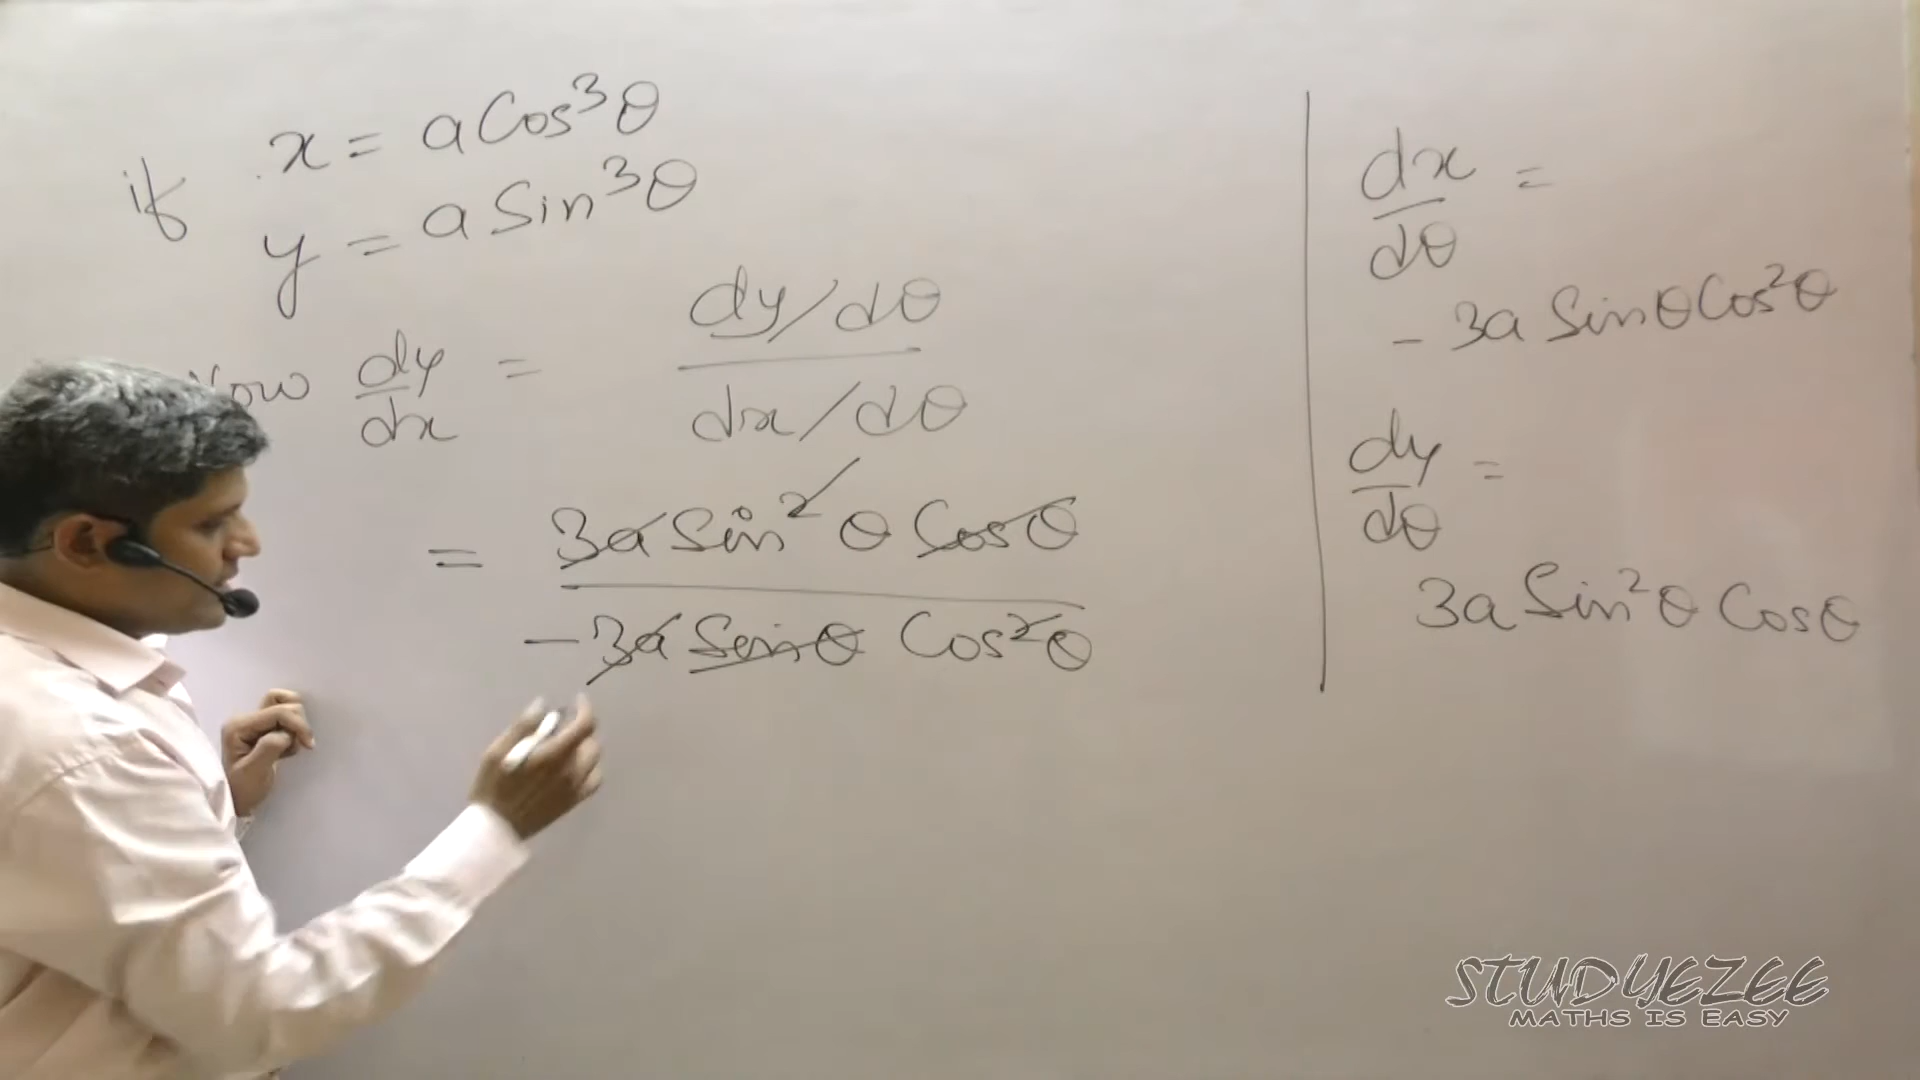 if x = a Cos³θ
y = a Sin³θ
dy/dx = dy/dθ / dx/dθ
= 3a Sin²θ Cosθ / -3a Sinθ Cos²θ
dx/dθ =
-3a Sinθ Cos²θ
dy/dθ =
3a Sin²θ Cosθ
STUDYEZEE
MATHS IS EASY